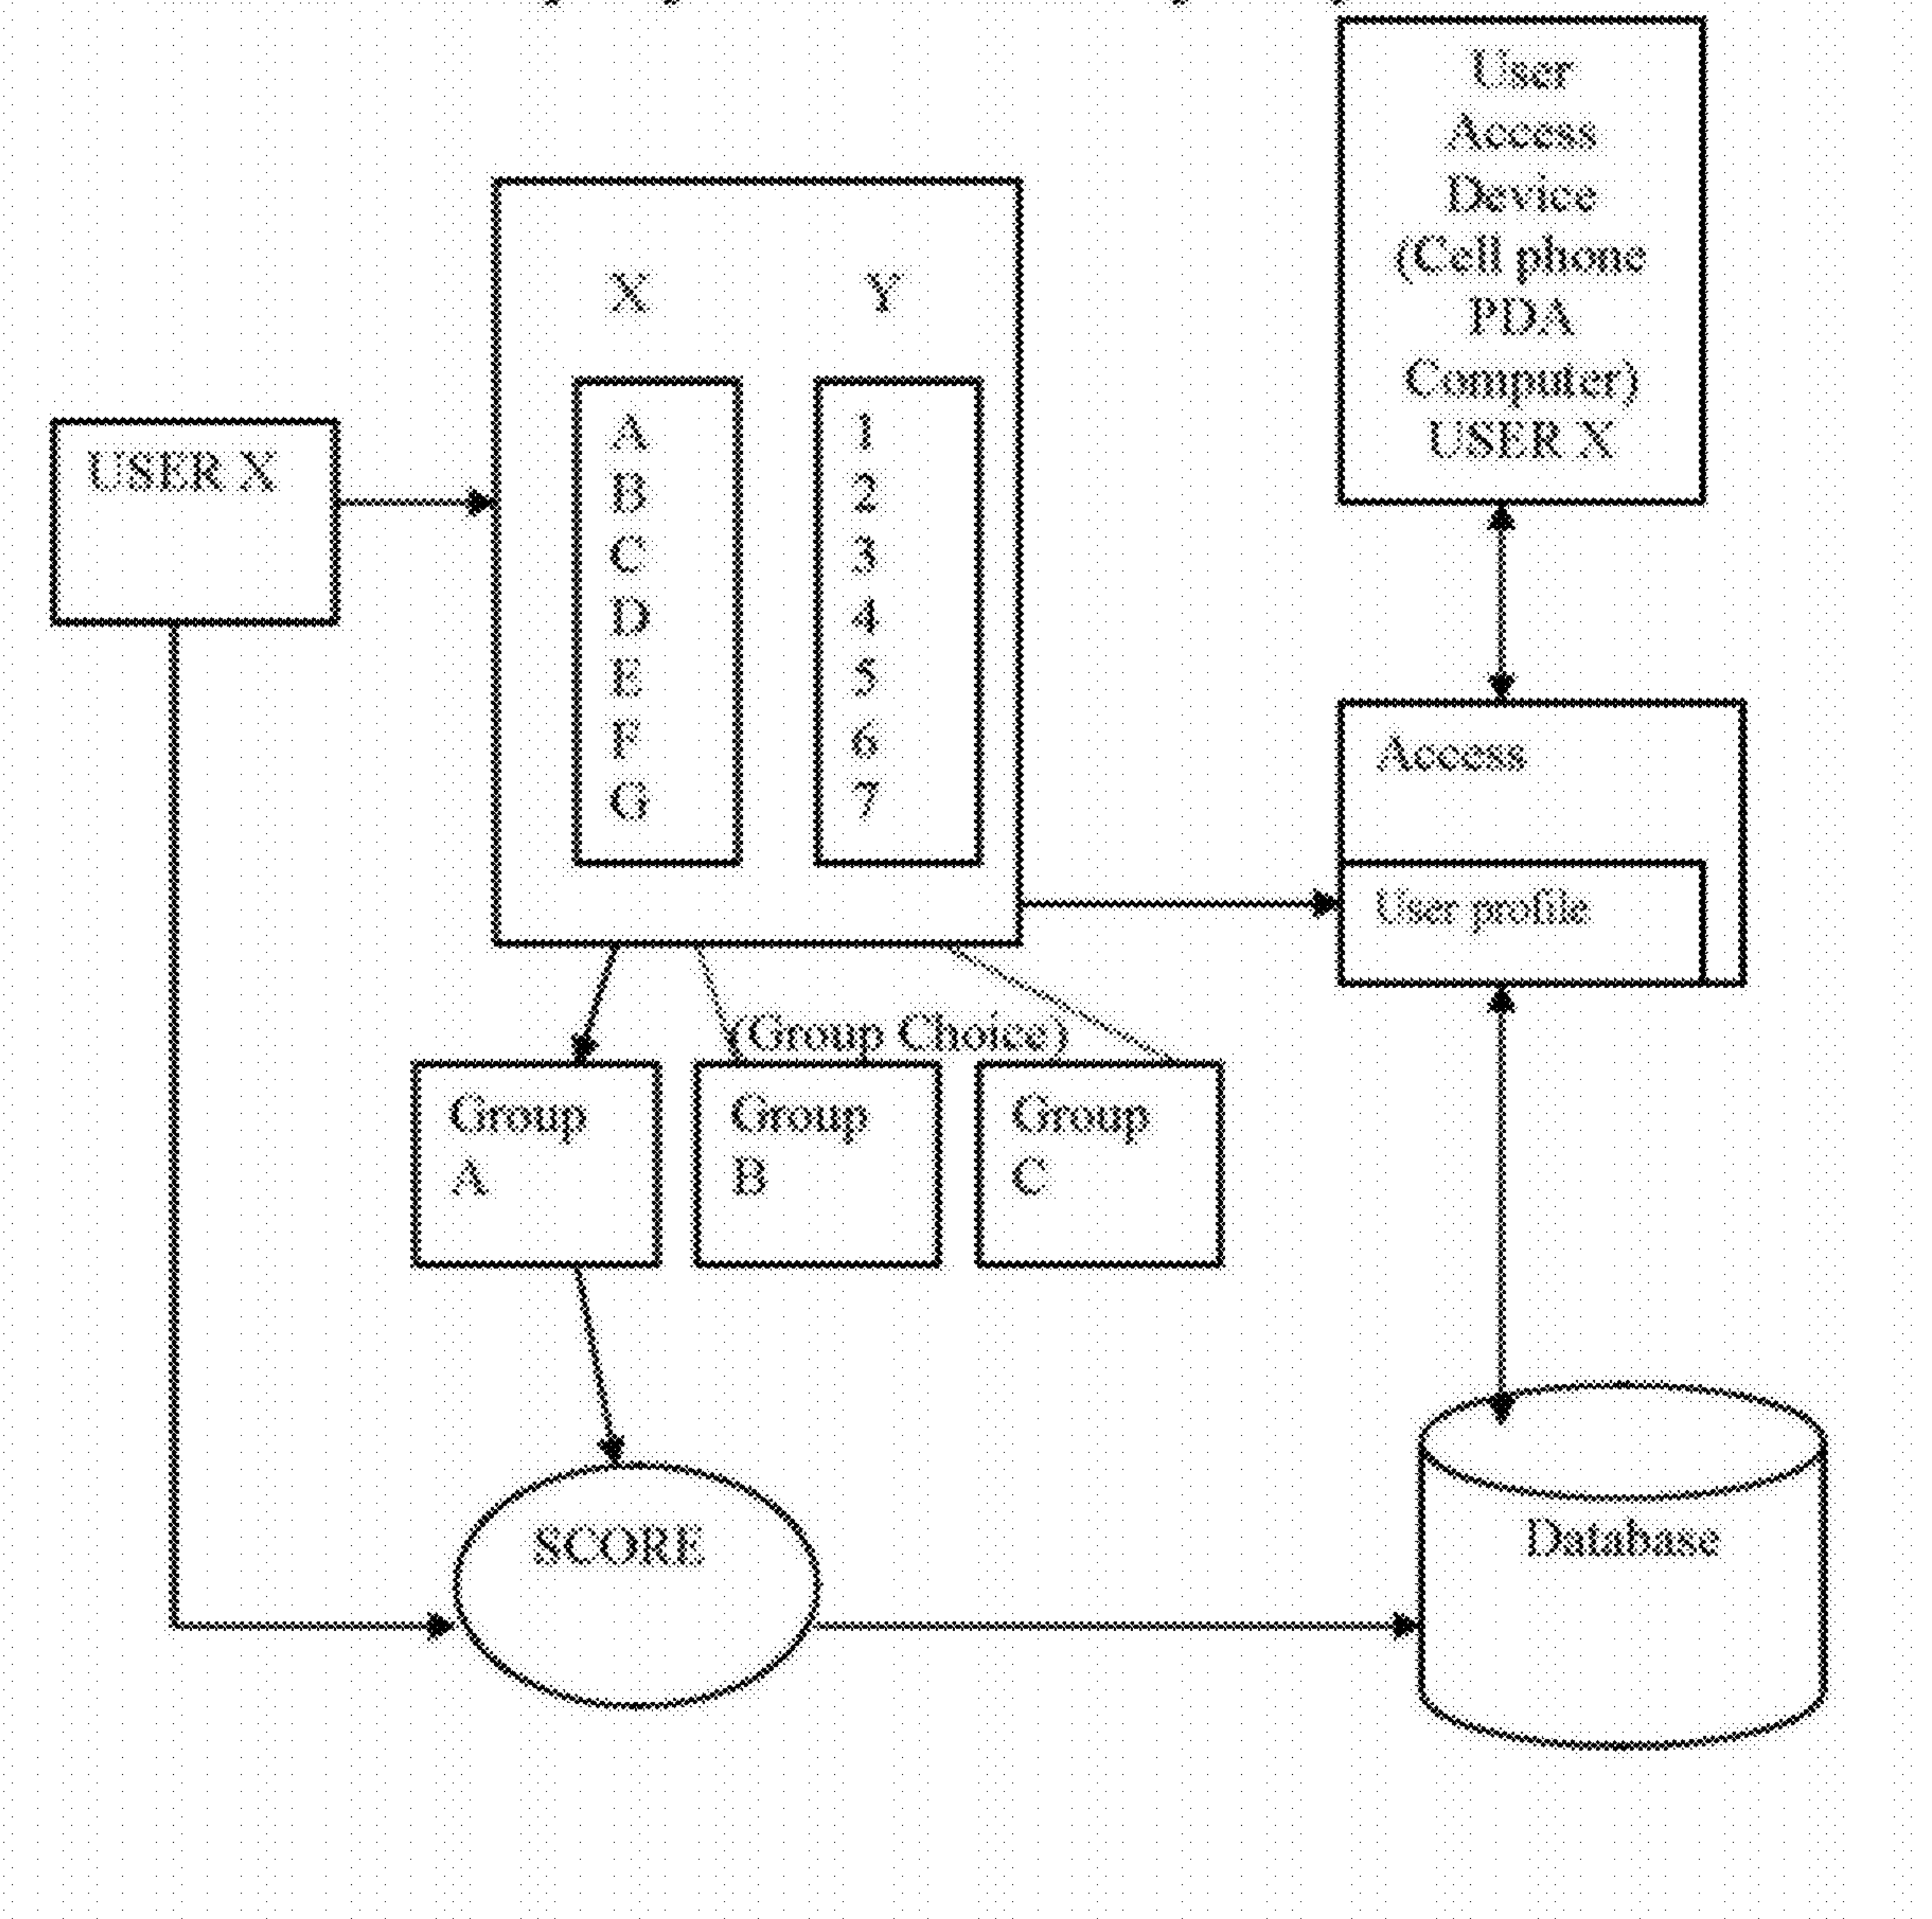 User
Access
Device
(Cell phone
PDA
Computer)
USER X
X Y
USER X
A 1
B 2
C 3
D 4
E 5
F 6
G 7
Access
User profile
(Group Choice)
Group
A
Group
B
Group
C
SCORE
Database